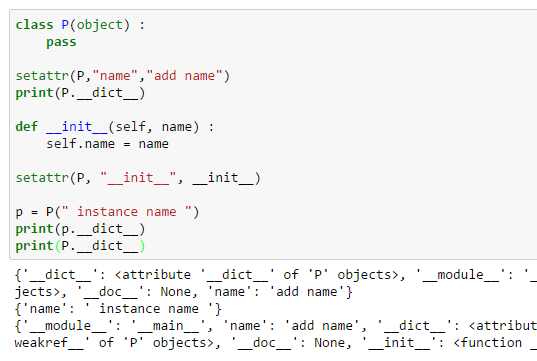 class P(object) :
    pass
setattr(P,"name","add name")
print(P.__dict__)
def __init__(self, name) :
    self.name = name
setattr(P, "__init__", __init__)
p = P(" instance name ")
print(p.__dict__)
print(P.__dict__)
{'__dict__': <attribute '__dict__' of 'P' objects>, '__module__': '_
jects>, '__doc__': None, 'name': 'add name'}
{'name': ' instance name '}
{'__module__': '__main__', 'name': 'add name', '__dict__': <attribut
weakref__' of 'P' objects>, '__doc__': None, '__init__': <function _